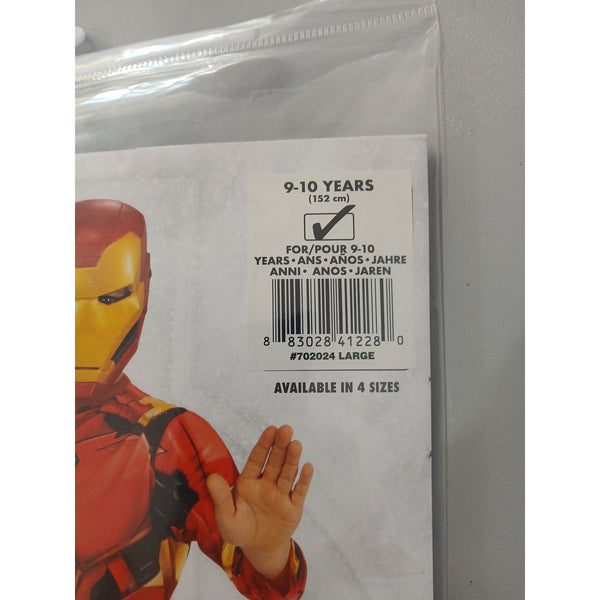 9-10 YEARS
(152 cm)
FOR/POUR 9-10
YEARS • ANS • AÑOS • JAHRE
ANNI • ANOS • JAREN
8 83028 41228 0
#702024 LARGE
AVAILABLE IN 4 SIZES